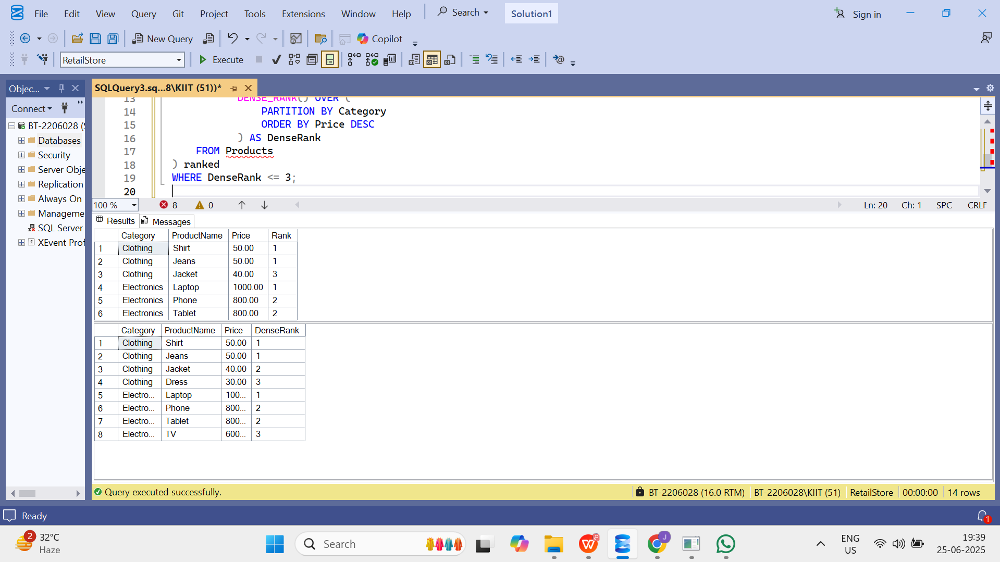 File Edit View Query Git Project Tools Extensions Window Help Search Solution1 Sign in
New Query Copilot
RetailStore Execute
Objec... SQLQuery3.sq...8\KIIT (51))*
Connect
BT-2206028 (S
Databases
Security
Server Obje
Replication
Always On
Manageme
SQL Server
XEvent Prof
13 DENSE_RANK() OVER (
14 PARTITION BY Category
15 ORDER BY Price DESC
16 ) AS DenseRank
17 FROM Products
18 ) ranked
19 WHERE DenseRank <= 3;
20
100 % 8 0 Ln: 20 Ch: 1 SPC CRLF
Results Messages
Category ProductName Price Rank
1 Clothing Shirt 50.00 1
2 Clothing Jeans 50.00 1
3 Clothing Jacket 40.00 3
4 Electronics Laptop 1000.00 1
5 Electronics Phone 800.00 2
6 Electronics Tablet 800.00 2
Category ProductName Price DenseRank
1 Clothing Shirt 50.00 1
2 Clothing Jeans 50.00 1
3 Clothing Jacket 40.00 2
4 Clothing Dress 30.00 3
5 Electro... Laptop 100... 1
6 Electro... Phone 800... 2
7 Electro... Tablet 800... 2
8 Electro... TV 600... 3
Query executed successfully. BT-2206028 (16.0 RTM) BT-2206028\KIIT (51) RetailStore 00:00:00 14 rows
Ready 1
2 32°C
Haze
Search
J
ENG
US
19:39
25-06-2025